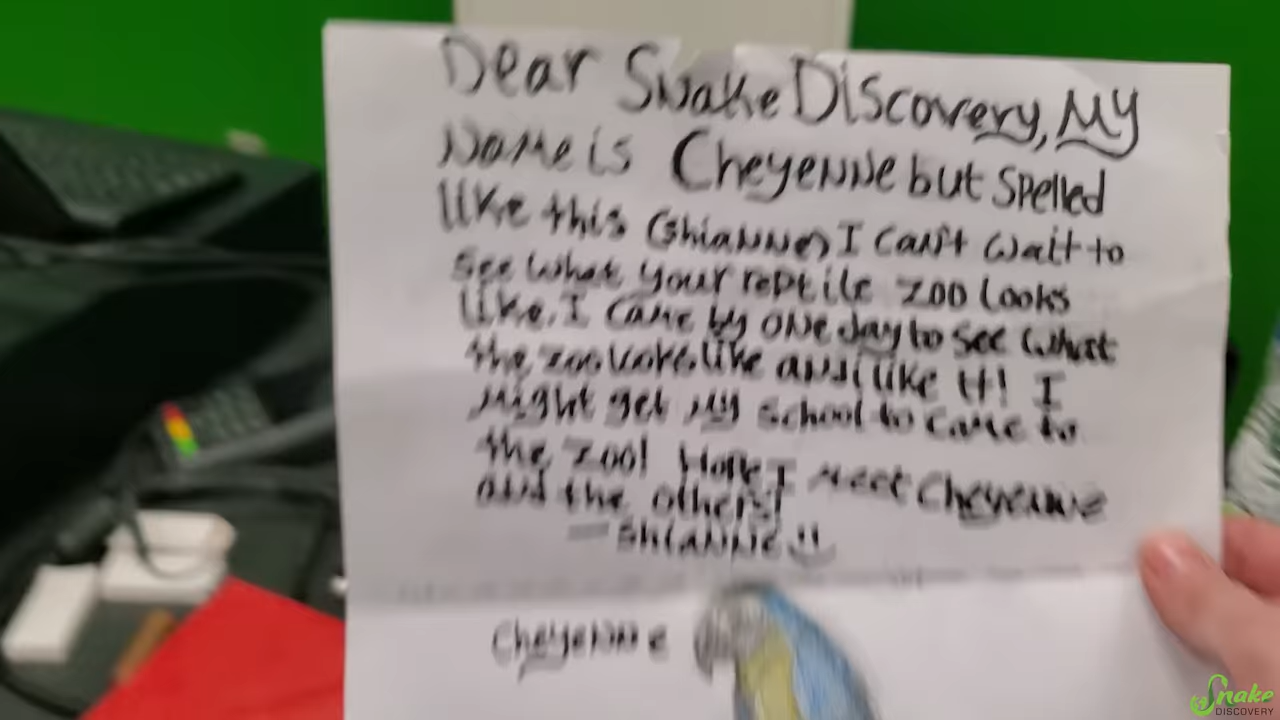 Dear Snake Discovery, My
Name is Cheyenne but spelled
like this (Shianne) I can't wait to
see what your reptile zoo looks
like. I came by one day to see what
the zoo looks like and i like it! I
might get my school to come to
the zoo! Hope I meet Cheyenne
and the others!
- Shianne
Cheyenne
Snake
DISCOVERY